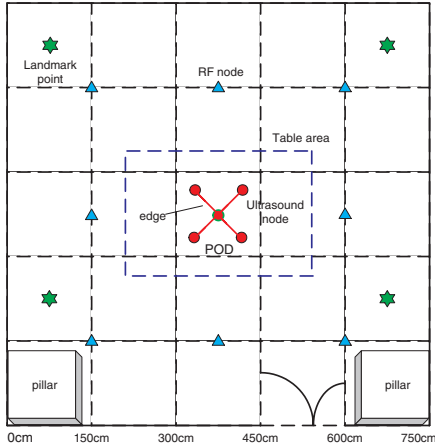 Landmark
point
RF node
Table area
edge
Ultrasound
node
POD
pillar
pillar
0cm 150cm 300cm 450cm 600cm 750cm